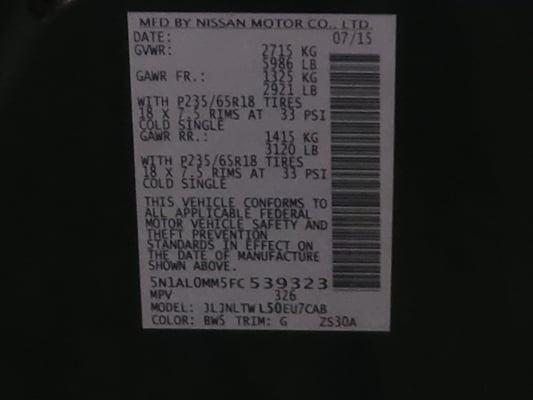 MFD BY NISSAN MOTOR CO., LTD.
DATE: 07/15
GVWR: 2715 KG
5986 LB
GAWR FR.: 1325 KG
2921 LB
WITH P235/65R18 TIRES
18 X 7.5 RIMS AT 33 PSI
COLD SINGLE
GAWR RR.: 1415 KG
3120 LB
WITH P235/65R18 TIRES
18 X 7.5 RIMS AT 33 PSI
COLD SINGLE
THIS VEHICLE CONFORMS TO
ALL APPLICABLE FEDERAL
MOTOR VEHICLE SAFETY AND
THEFT PREVENTION
STANDARDS IN EFFECT ON
THE DATE OF MANUFACTURE
SHOWN ABOVE.
5N1AL0MM5FC539323
MPV 326
MODEL: JLJNLTWL50EU7CAB
COLOR: BW5 TRIM: G ZS30A